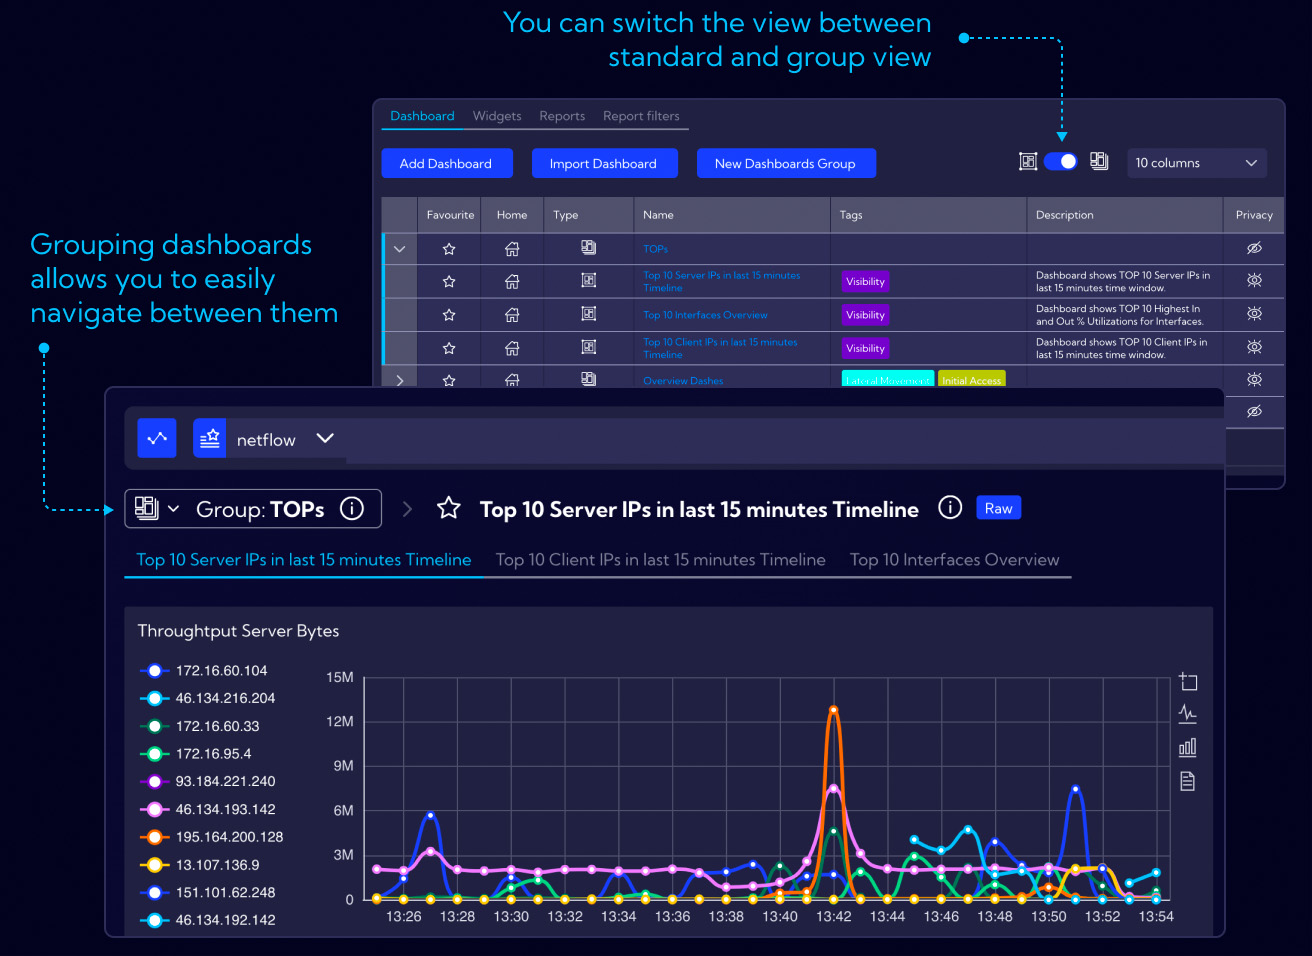 You can switch the view between
standard and group view
Dashboard Widgets Reports Report filters
Add Dashboard Import Dashboard New Dashboards Group 10 columns
Favourite Home Type Name Tags Description Privacy
TOPs
Top 10 Server IPs in last 15 minutes
Timeline
Visibility
Dashboard shows TOP 10 Server IPs in
last 15 minutes time window.
Top 10 Interfaces Overview
Visibility
Dashboard shows TOP 10 Highest In
and Out % Utilizations for Interfaces.
Top 10 Client IPs in last 15 minutes
Timeline
Visibility
Dashboard shows TOP 10 Client IPs in
last 15 minutes time window.
Overview Dashes Lateral Movement Initial Access
Grouping dashboards
allows you to easily
navigate between them
netflow
Group: TOPs Top 10 Server IPs in last 15 minutes Timeline Raw
Top 10 Server IPs in last 15 minutes Timeline Top 10 Client IPs in last 15 minutes Timeline Top 10 Interfaces Overview
Throughtput Server Bytes
172.16.60.104
46.134.216.204
172.16.60.33
172.16.95.4
93.184.221.240
46.134.193.142
195.164.200.128
13.107.136.9
151.101.62.248
46.134.192.142
15M
12M
9M
6M
3M
0
13:26 13:28 13:30 13:32 13:34 13:36 13:38 13:40 13:42 13:44 13:46 13:48 13:50 13:52 13:54